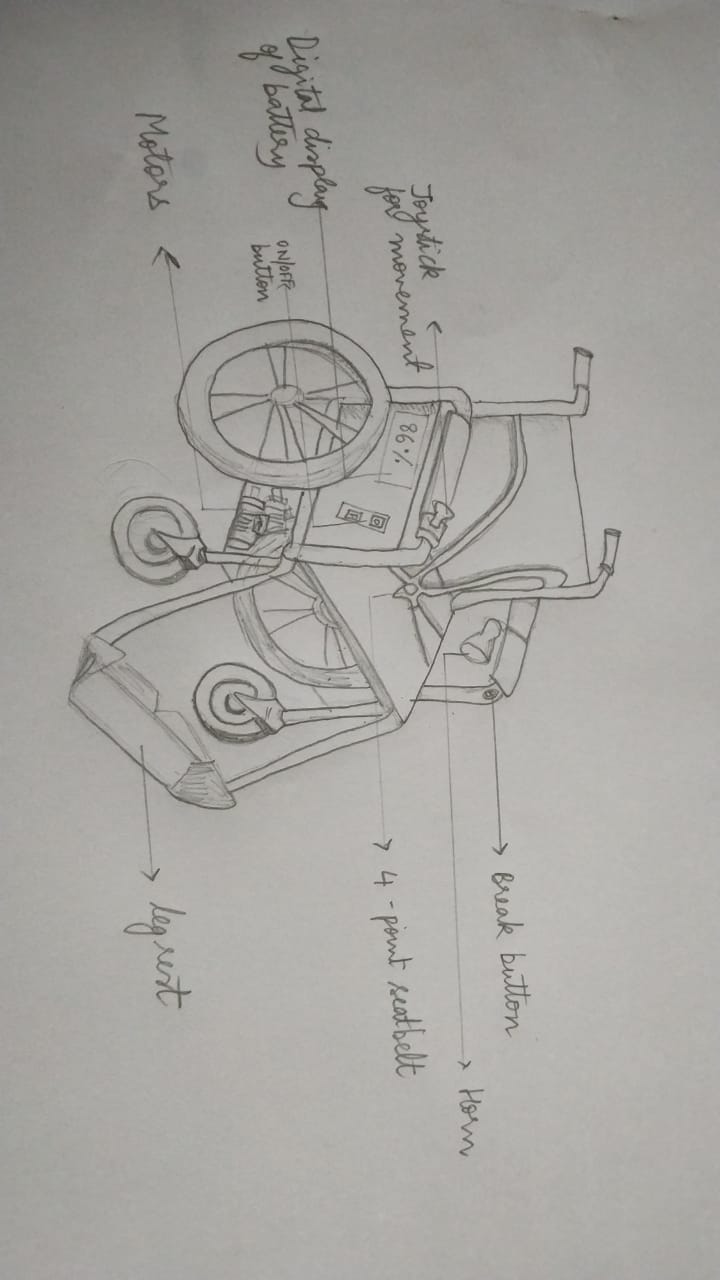 Break button
Horn
Joystick
for movement
86%
4-point seatbelt
Digital display
of battery
ON/OFF
button
Motors
leg rest